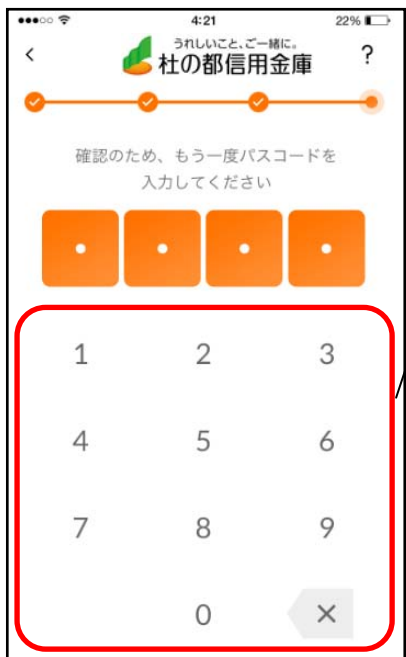 4:21
22%
うれしいこと、ご一緒に。
杜の都信用金庫
?
確認のため、もう一度パスコードを
入力してください
1 2 3
4 5 6
7 8 9
0